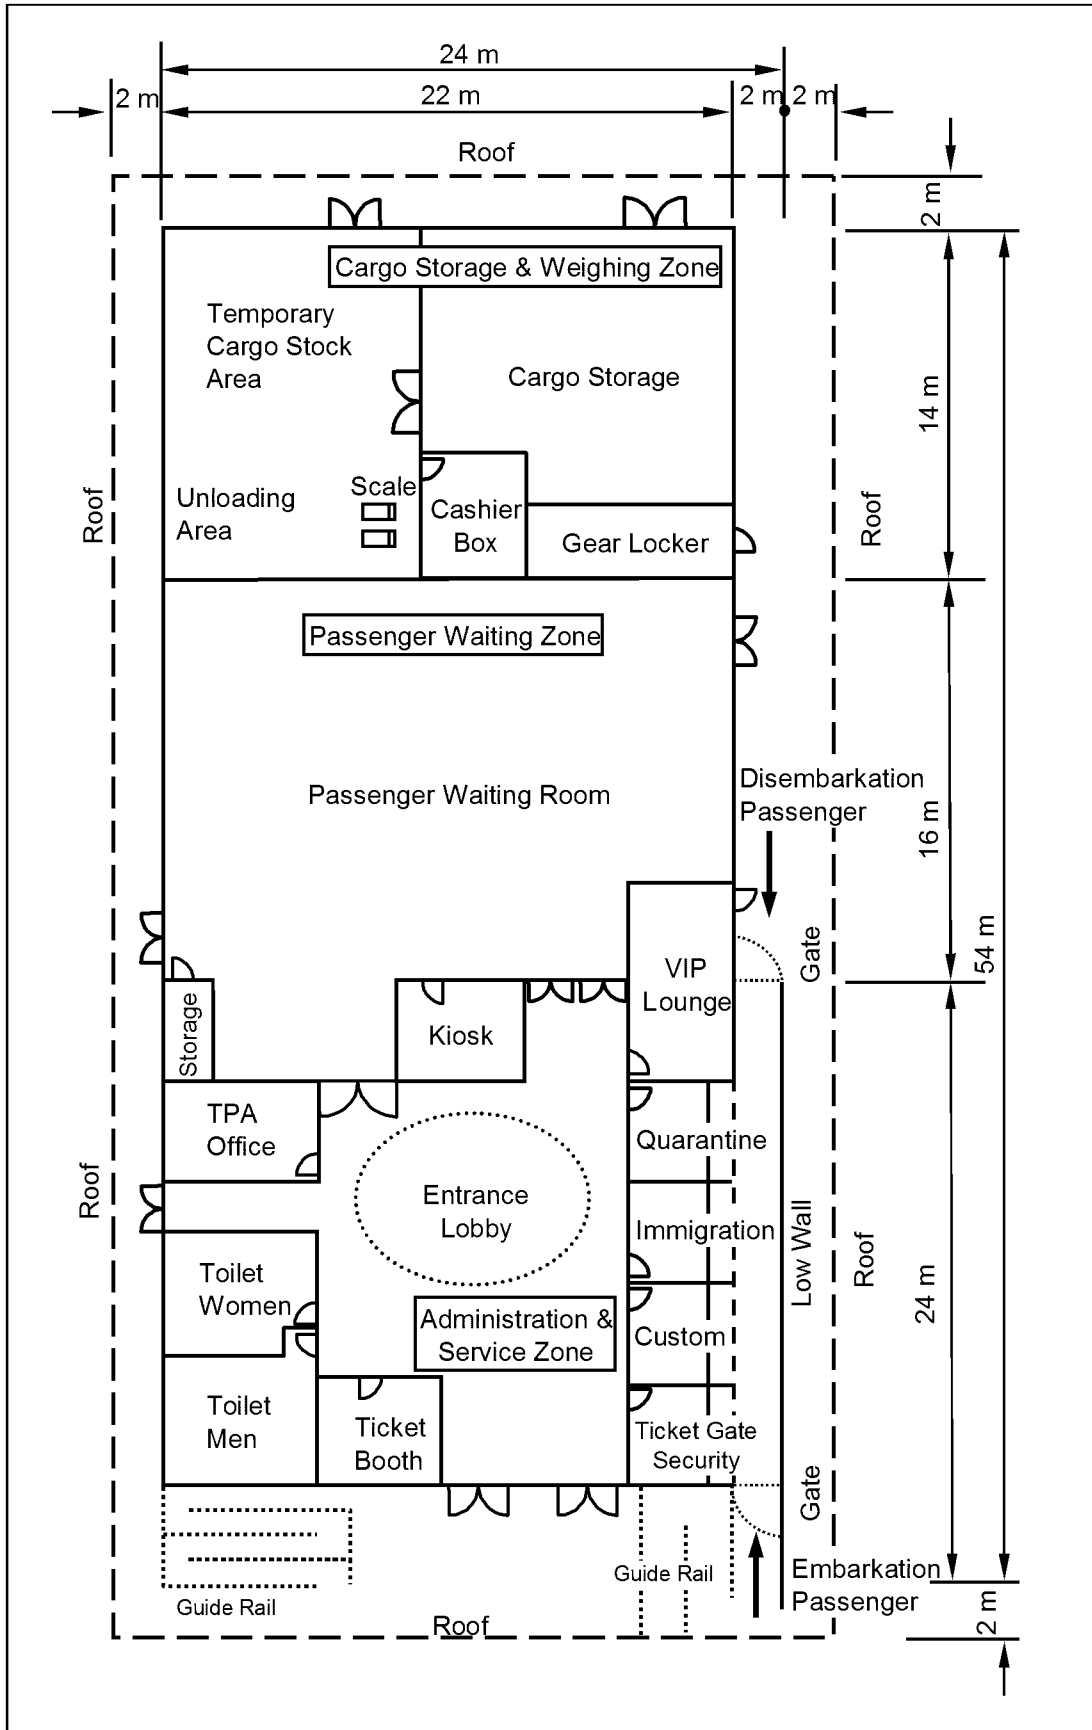 24 m
2 m
22 m
2 m
2 m
Roof
2 m
Cargo Storage & Weighing Zone
Temporary
Cargo Stock
Area
Cargo Storage
14 m
Roof
Unloading
Area
Scale
Cashier
Box
Gear Locker
Roof
Passenger Waiting Zone
Passenger Waiting Room
Disembarkation
Passenger
16 m
54 m
VIP
Lounge
Gate
Storage
Kiosk
TPA
Office
Quarantine
Roof
Entrance
Lobby
Immigration
Low Wall
Roof
24 m
Toilet
Women
Administration &
Service Zone
Custom
Toilet
Men
Ticket
Booth
Ticket Gate
Security
Gate
Guide Rail
Guide Rail
Embarkation
Passenger
Roof
2 m